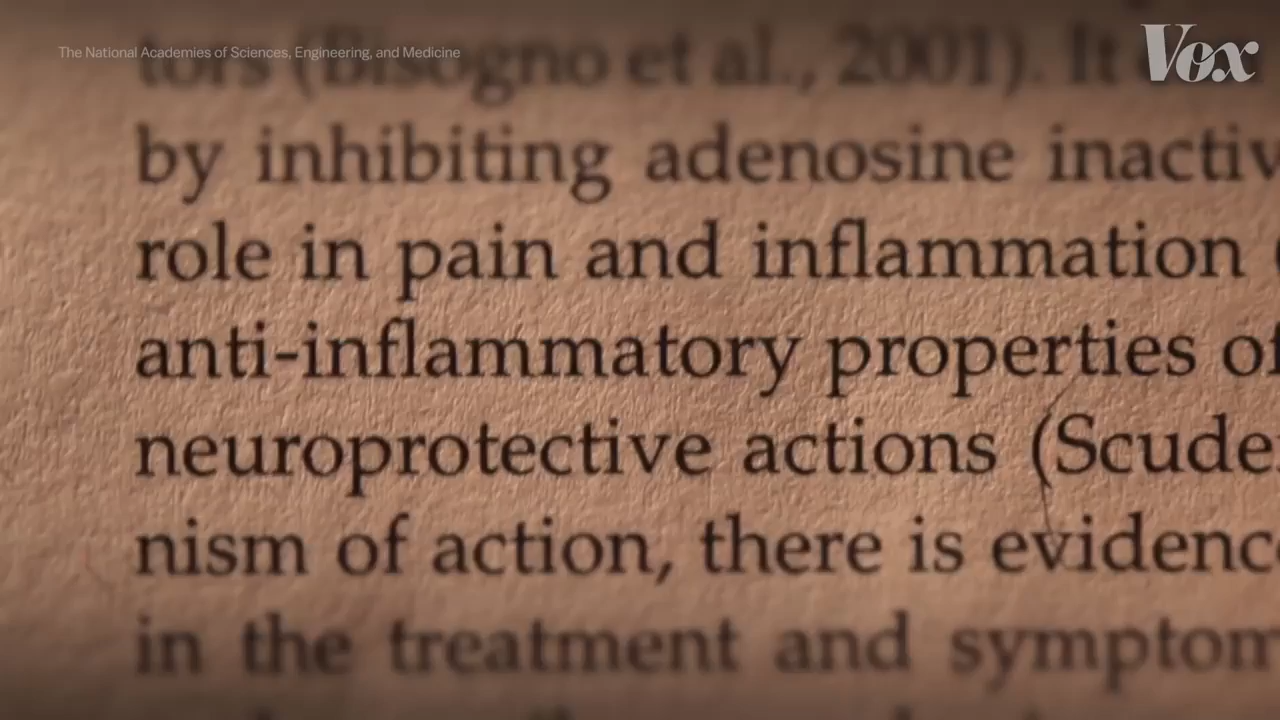 The National Academies of Sciences, Engineering, and Medicine
Vox
tors (Bisogno et al., 2001). It
by inhibiting adenosine inactiv
role in pain and inflammation (
anti-inflammatory properties of
neuroprotective actions (Scude
nism of action, there is evidence
in the treatment and symptom